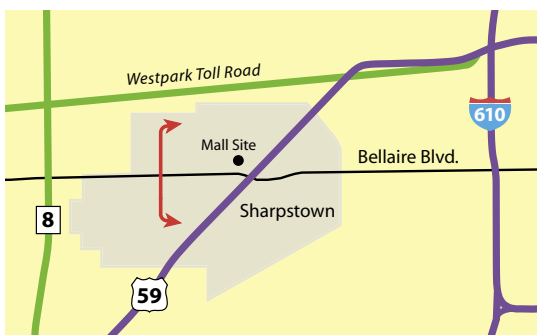 Westpark Toll Road
610
Mall Site
Bellaire Blvd.
Sharpstown
8
59